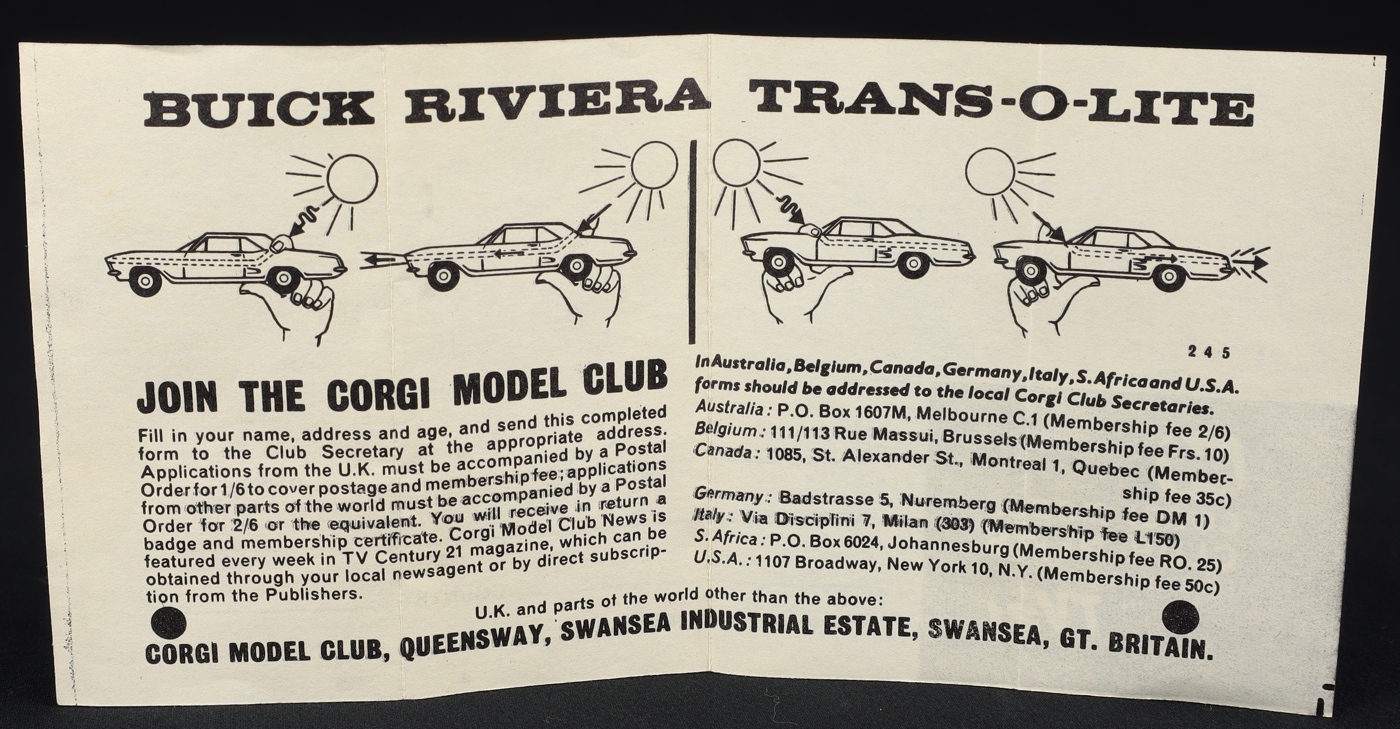 BUICK RIVIERA TRANS-O-LITE
2 4 5
JOIN THE CORGI MODEL CLUB
Fill in your name, address and age, and send this completed
form to the Club Secretary at the appropriate address.
Applications from the U.K. must be accompanied by a Postal
Order for 1/6 to cover postage and membership fee; applications
from other parts of the world must be accompanied by a Postal
Order for 2/6 or the equivalent. You will receive in return a
badge and membership certificate. Corgi Model Club News is
featured every week in TV Century 21 magazine, which can be
obtained through your local newsagent or by direct subscrip-
tion from the Publishers.
In Australia, Belgium, Canada, Germany, Italy, S. Africa and U.S.A.
forms should be addressed to the local Corgi Club Secretaries.
Australia: P.O. Box 1607M, Melbourne C.1 (Membership fee 2/6)
Belgium: 111/113 Rue Massui, Brussels (Membership fee Frs. 10)
Canada: 1085, St. Alexander St., Montreal 1, Quebec (Member-
ship fee 35c)
Germany: Badstrasse 5, Nuremberg (Membership fee DM 1)
Italy: Via Disciplini 7, Milan (303) (Membership fee L150)
S. Africa: P.O. Box 6024, Johannesburg (Membership fee RO. 25)
U.S.A.: 1107 Broadway, New York 10, N.Y. (Membership fee 50c)
U.K. and parts of the world other than the above:
CORGI MODEL CLUB, QUEENSWAY, SWANSEA INDUSTRIAL ESTATE, SWANSEA, GT. BRITAIN.